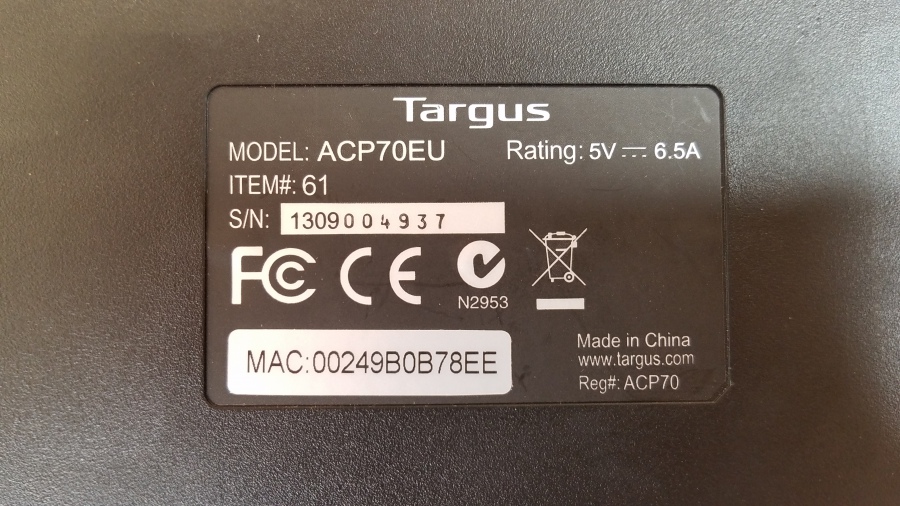 Targus
MODEL: ACP70EU Rating: 5V ⎓ 6.5A
ITEM#: 61
S/N: 1309004937
FC CE
N2953
MAC:00249B0B78EE
Made in China
www.targus.com
Reg#: ACP70